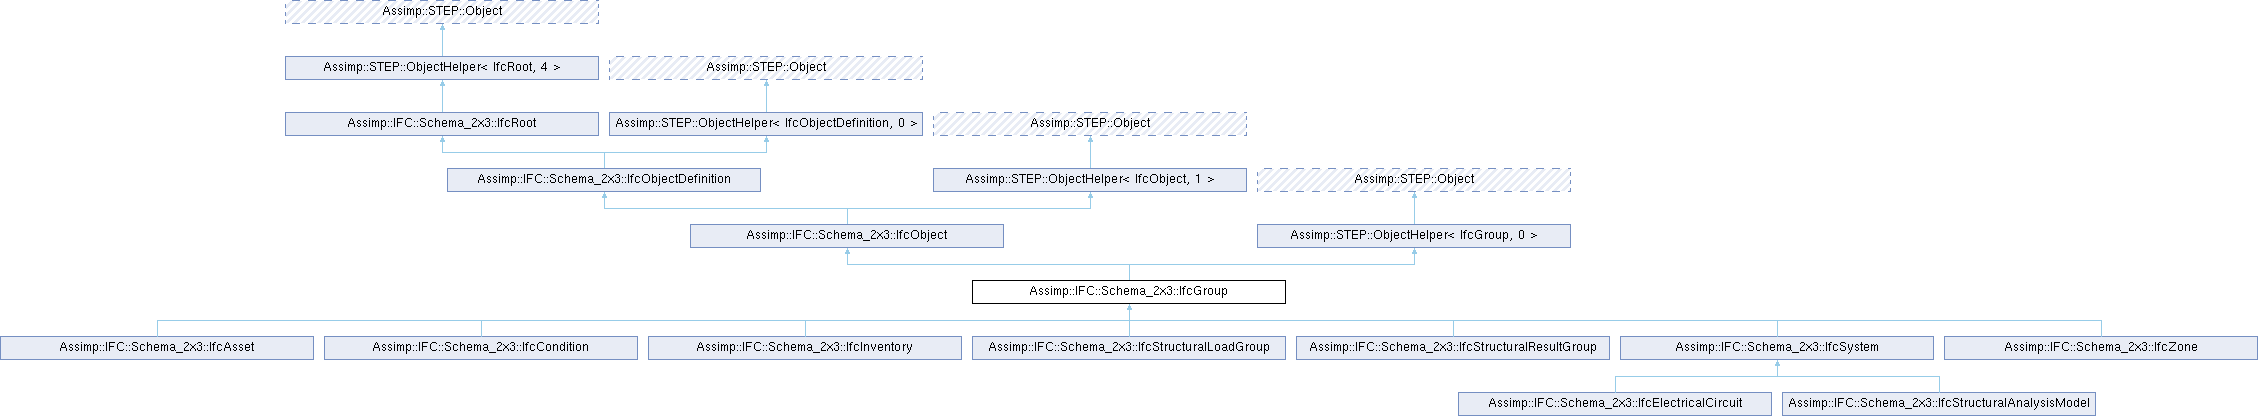 Assimp::STEP::Object
Assimp::STEP::ObjectHelper< IfcRoot, 4 >
Assimp::STEP::Object
Assimp::IFC::Schema_2x3::IfcRoot
Assimp::STEP::ObjectHelper< IfcObjectDefinition, 0 >
Assimp::STEP::Object
Assimp::IFC::Schema_2x3::IfcObjectDefinition
Assimp::STEP::ObjectHelper< IfcObject, 1 >
Assimp::STEP::Object
Assimp::IFC::Schema_2x3::IfcObject
Assimp::STEP::ObjectHelper< IfcGroup, 0 >
Assimp::IFC::Schema_2x3::IfcGroup
Assimp::IFC::Schema_2x3::IfcAsset
Assimp::IFC::Schema_2x3::IfcCondition
Assimp::IFC::Schema_2x3::IfcInventory
Assimp::IFC::Schema_2x3::IfcStructuralLoadGroup
Assimp::IFC::Schema_2x3::IfcStructuralResultGroup
Assimp::IFC::Schema_2x3::IfcSystem
Assimp::IFC::Schema_2x3::IfcZone
Assimp::IFC::Schema_2x3::IfcElectricalCircuit
Assimp::IFC::Schema_2x3::IfcStructuralAnalysisModel